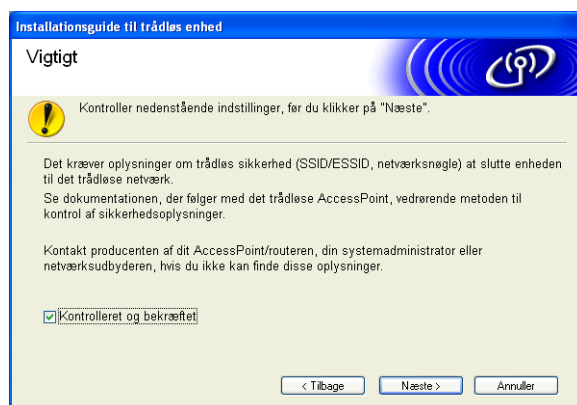 Installationsguide til trådløs enhed
Vigtigt
Kontroller nedenstående indstillinger, før du klikker på "Næste".
Det kræver oplysninger om trådløs sikkerhed (SSID/ESSID, netværksnøgle) at slutte enheden
til det trådløse netværk.
Se dokumentationen, der følger med det trådløse AccessPoint, vedrørende metoden til
kontrol af sikkerhedsoplysninger.
Kontakt producenten af dit AccessPoint/routeren, din systemadministrator eller
netværksudbyderen, hvis du ikke kan finde disse oplysninger.
Kontrolleret og bekræftet
< Tilbage
Næste >
Annuller